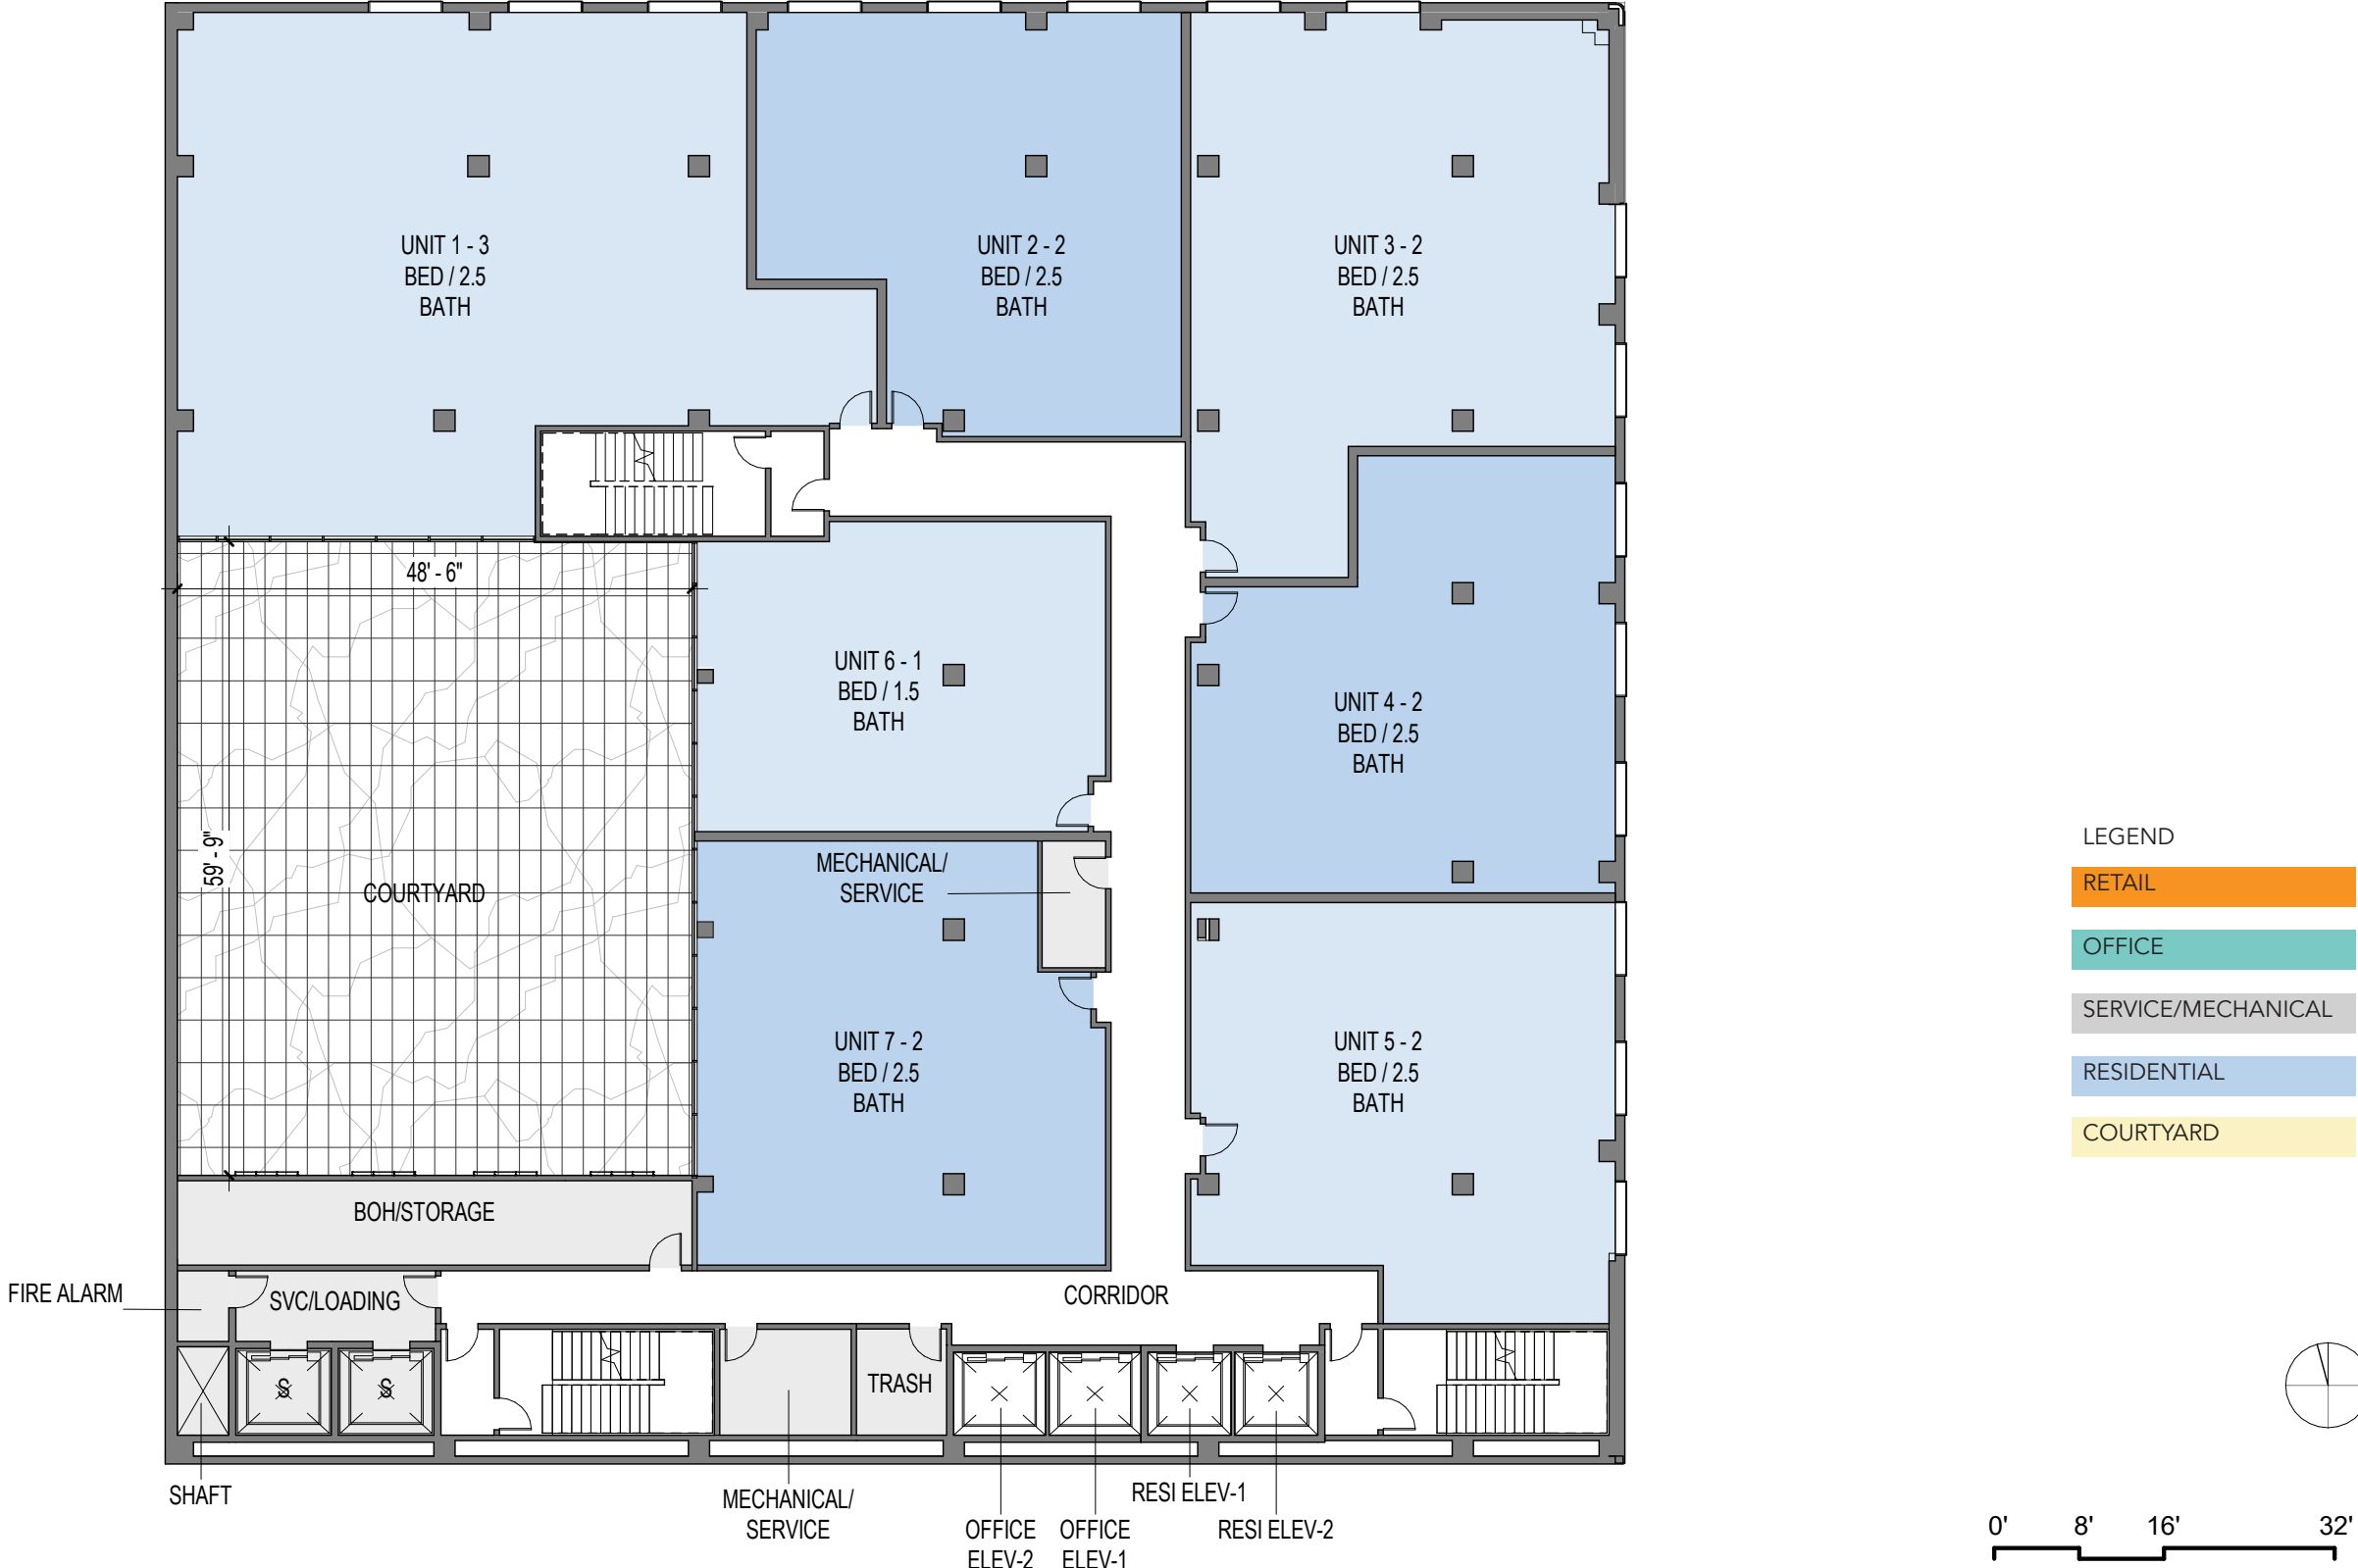 UNIT 1 - 3
BED / 2.5
BATH
UNIT 2 - 2
BED / 2.5
BATH
UNIT 3 - 2
BED / 2.5
BATH
48' - 6"
UNIT 6 - 1
BED / 1.5
BATH
UNIT 4 - 2
BED / 2.5
BATH
59' - 9"
COURTYARD
MECHANICAL/
SERVICE
UNIT 7 - 2
BED / 2.5
BATH
UNIT 5 - 2
BED / 2.5
BATH
BOH/STORAGE
FIRE ALARM
SVC/LOADING
CORRIDOR
S
S
TRASH
SHAFT
MECHANICAL/
SERVICE
OFFICE
ELEV-2
OFFICE
ELEV-1
RESI ELEV-1
RESI ELEV-2
LEGEND
RETAIL
OFFICE
SERVICE/MECHANICAL
RESIDENTIAL
COURTYARD
0' 8' 16' 32'